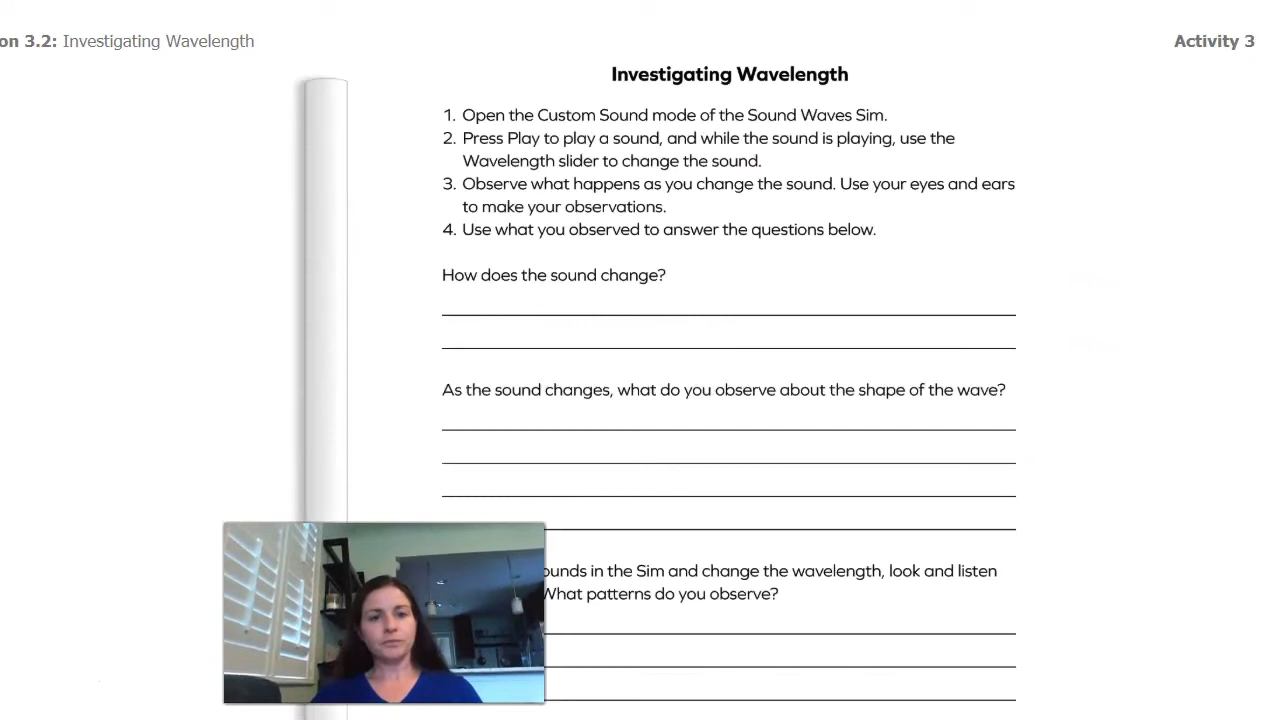 on 3.2: Investigating Wavelength
Activity 3
Investigating Wavelength
1. Open the Custom Sound mode of the Sound Waves Sim.
2. Press Play to play a sound, and while the sound is playing, use the
Wavelength slider to change the sound.
3. Observe what happens as you change the sound. Use your eyes and ears
to make your observations.
4. Use what you observed to answer the questions below.
How does the sound change?
As the sound changes, what do you observe about the shape of the wave?
in the Sim and change the wavelength, look and listen
What patterns do you observe?